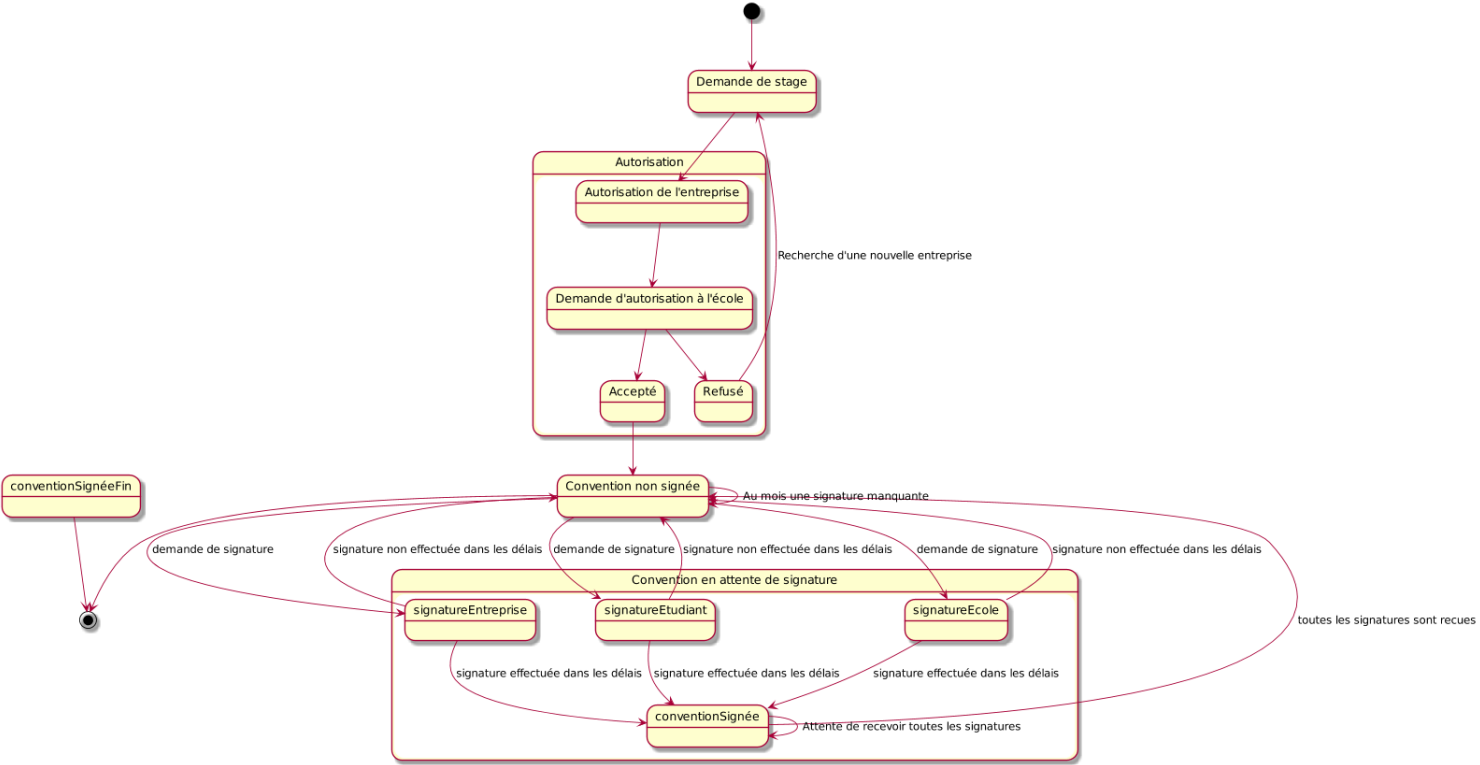 Demande de stage
Autorisation
Autorisation de l'entreprise
Recherche d'une nouvelle entreprise
Demande d'autorisation à l'école
Accepté
Refusé
conventionSignéeFin
Convention non signée
Au mois une signature manquante
demande de signature
signature non effectuée dans les délais
demande de signature
signature non effectuée dans les délais
demande de signature
signature non effectuée dans les délais
Convention en attente de signature
signatureEntreprise
signatureEtudiant
signatureEcole
toutes les signatures sont recues
signature effectuée dans les délais
signature effectuée dans les délais
signature effectuée dans les délais
conventionSignée
Attente de recevoir toutes les signatures